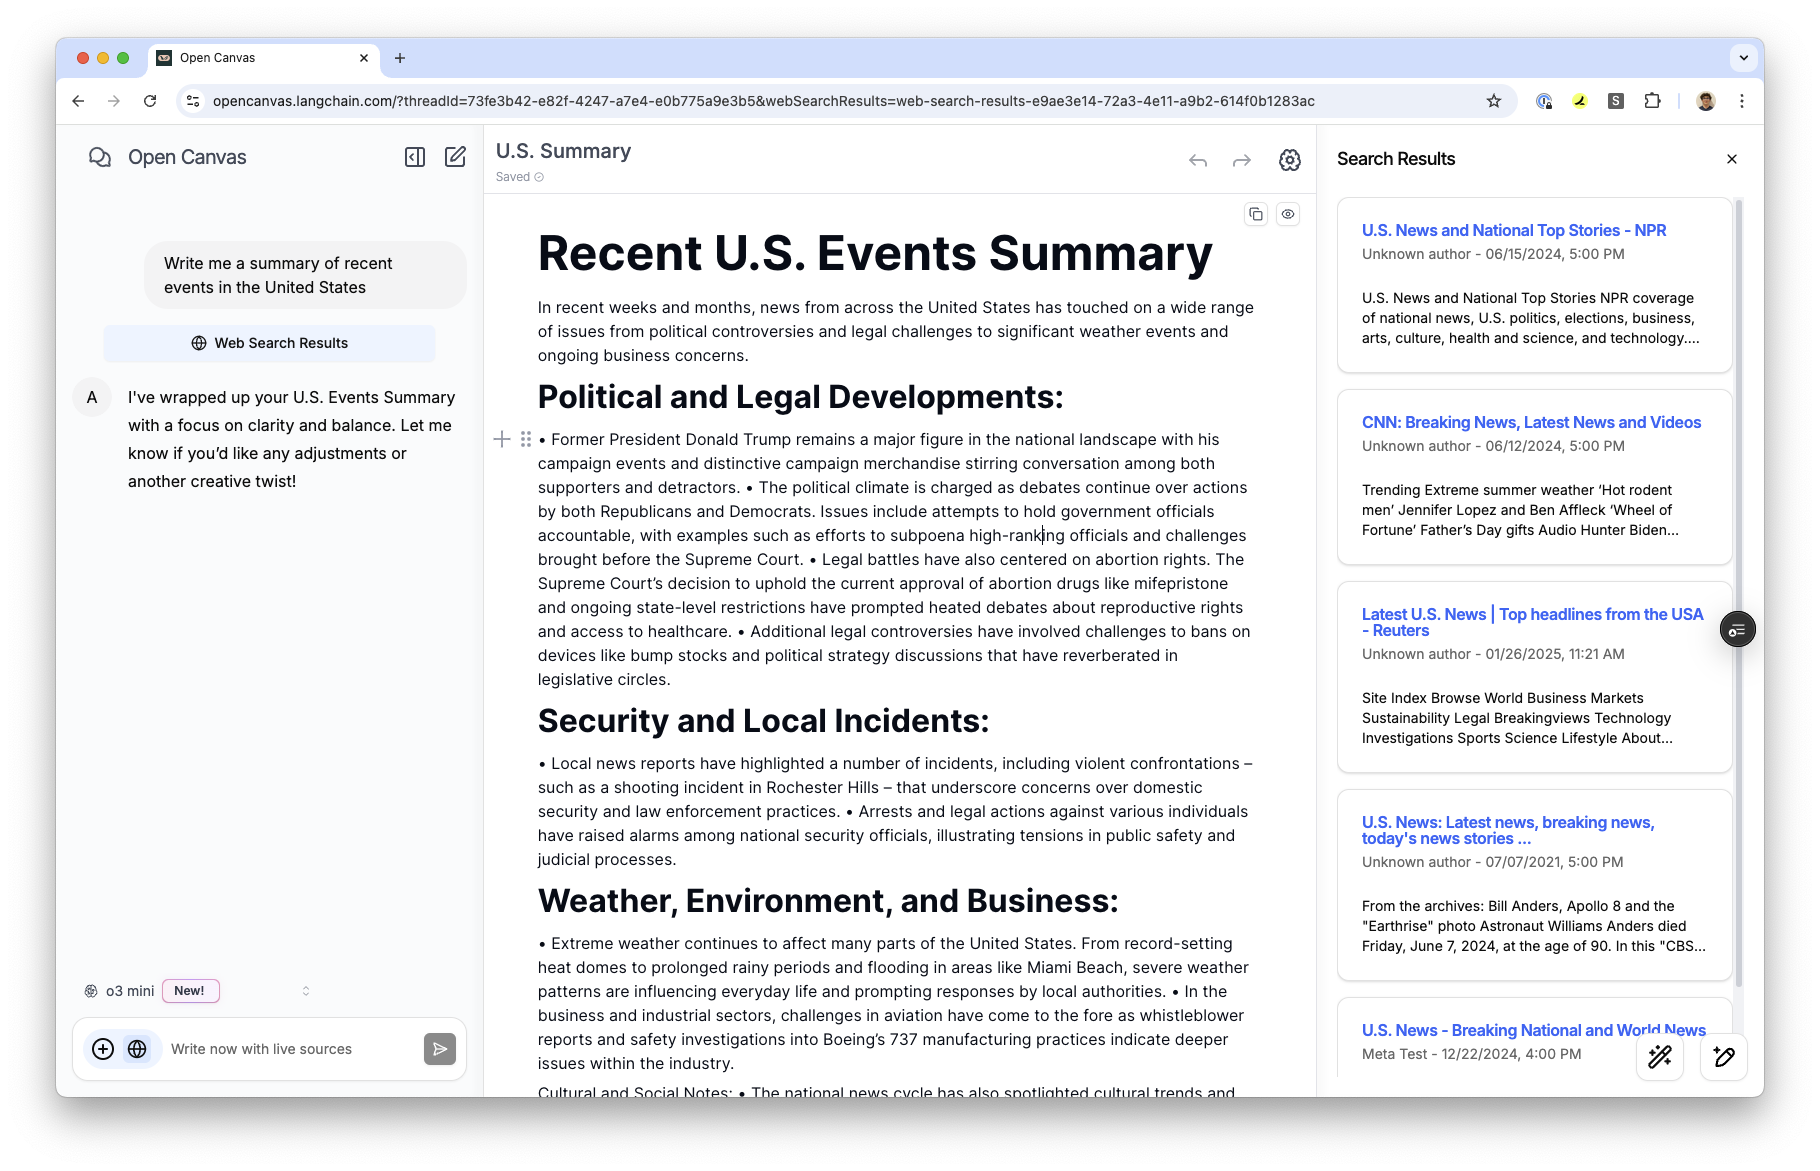 Open Canvas
opencanvas.langchain.com/?threadId=73fe3b42-e82f-4247-a7e4-e0b775a9e3b5&webSearchResults=web-search-results-e9ae3e14-72a3-4e11-a9b2-614f0b1283ac
S
Open Canvas
Write me a summary of recent
events in the United States
Web Search Results
A
I've wrapped up your U.S. Events Summary
with a focus on clarity and balance. Let me
know if you’d like any adjustments or
another creative twist!
o3 mini
New!
Write now with live sources
U.S. Summary
Saved
Recent U.S. Events Summary
In recent weeks and months, news from across the United States has touched on a wide range
of issues from political controversies and legal challenges to significant weather events and
ongoing business concerns.
Political and Legal Developments:
• Former President Donald Trump remains a major figure in the national landscape with his
campaign events and distinctive campaign merchandise stirring conversation among both
supporters and detractors. • The political climate is charged as debates continue over actions
by both Republicans and Democrats. Issues include attempts to hold government officials
accountable, with examples such as efforts to subpoena high-ranking officials and challenges
brought before the Supreme Court. • Legal battles have also centered on abortion rights. The
Supreme Court’s decision to uphold the current approval of abortion drugs like mifepristone
and ongoing state-level restrictions have prompted heated debates about reproductive rights
and access to healthcare. • Additional legal controversies have involved challenges to bans on
devices like bump stocks and political strategy discussions that have reverberated in
legislative circles.
Security and Local Incidents:
• Local news reports have highlighted a number of incidents, including violent confrontations –
such as a shooting incident in Rochester Hills – that underscore concerns over domestic
security and law enforcement practices. • Arrests and legal actions against various individuals
have raised alarms among national security officials, illustrating tensions in public safety and
judicial processes.
Weather, Environment, and Business:
• Extreme weather continues to affect many parts of the United States. From record-setting
heat domes to prolonged rainy periods and flooding in areas like Miami Beach, severe weather
patterns are influencing everyday life and prompting responses by local authorities. • In the
business and industrial sectors, challenges in aviation have come to the fore as whistleblower
reports and safety investigations into Boeing’s 737 manufacturing practices indicate deeper
issues within the industry.
Cultural and Social Notes: • The national news cycle has also spotlighted cultural trends and
Search Results
U.S. News and National Top Stories - NPR
Unknown author - 06/15/2024, 5:00 PM
U.S. News and National Top Stories NPR coverage
of national news, U.S. politics, elections, business,
arts, culture, health and science, and technology....
CNN: Breaking News, Latest News and Videos
Unknown author - 06/12/2024, 5:00 PM
Trending Extreme summer weather ‘Hot rodent
men’ Jennifer Lopez and Ben Affleck ‘Wheel of
Fortune’ Father’s Day gifts Audio Hunter Biden...
Latest U.S. News | Top headlines from the USA
- Reuters
Unknown author - 01/26/2025, 11:21 AM
Site Index Browse World Business Markets
Sustainability Legal Breakingviews Technology
Investigations Sports Science Lifestyle About...
U.S. News: Latest news, breaking news,
today's news stories ...
Unknown author - 07/07/2021, 5:00 PM
From the archives: Bill Anders, Apollo 8 and the
"Earthrise" photo Astronaut Williams Anders died
Friday, June 7, 2024, at the age of 90. In this "CBS...
U.S. News - Breaking National and World News
Meta Test - 12/22/2024, 4:00 PM